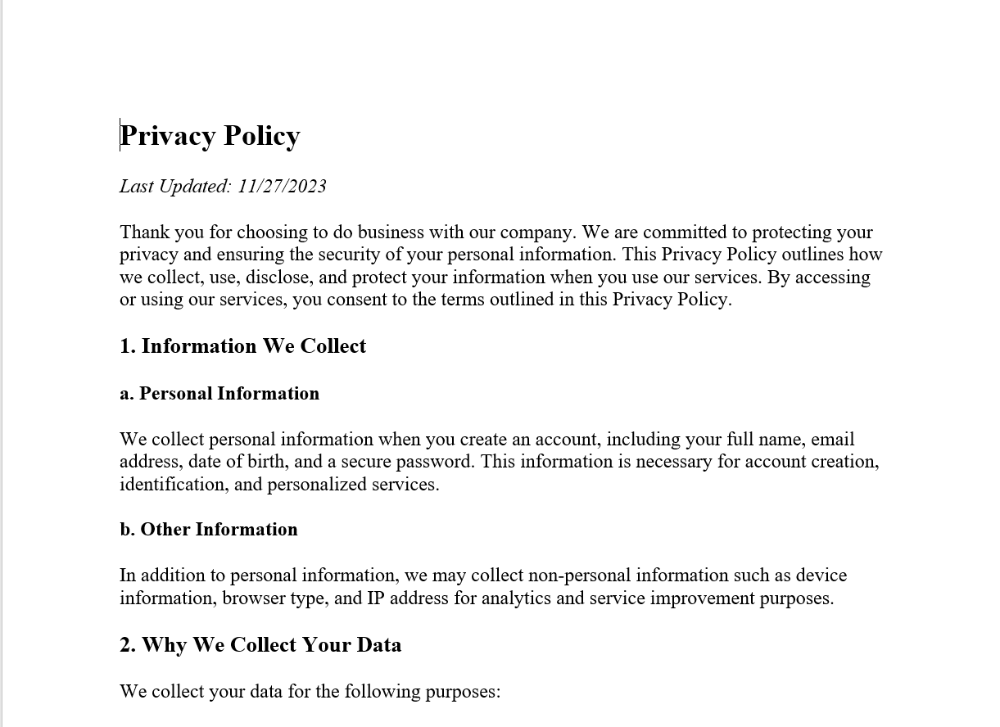 Privacy Policy
Last Updated: 11/27/2023
Thank you for choosing to do business with our company. We are committed to protecting your
privacy and ensuring the security of your personal information. This Privacy Policy outlines how
we collect, use, disclose, and protect your information when you use our services. By accessing
or using our services, you consent to the terms outlined in this Privacy Policy.
1. Information We Collect
a. Personal Information
We collect personal information when you create an account, including your full name, email
address, date of birth, and a secure password. This information is necessary for account creation,
identification, and personalized services.
b. Other Information
In addition to personal information, we may collect non-personal information such as device
information, browser type, and IP address for analytics and service improvement purposes.
2. Why We Collect Your Data
We collect your data for the following purposes: